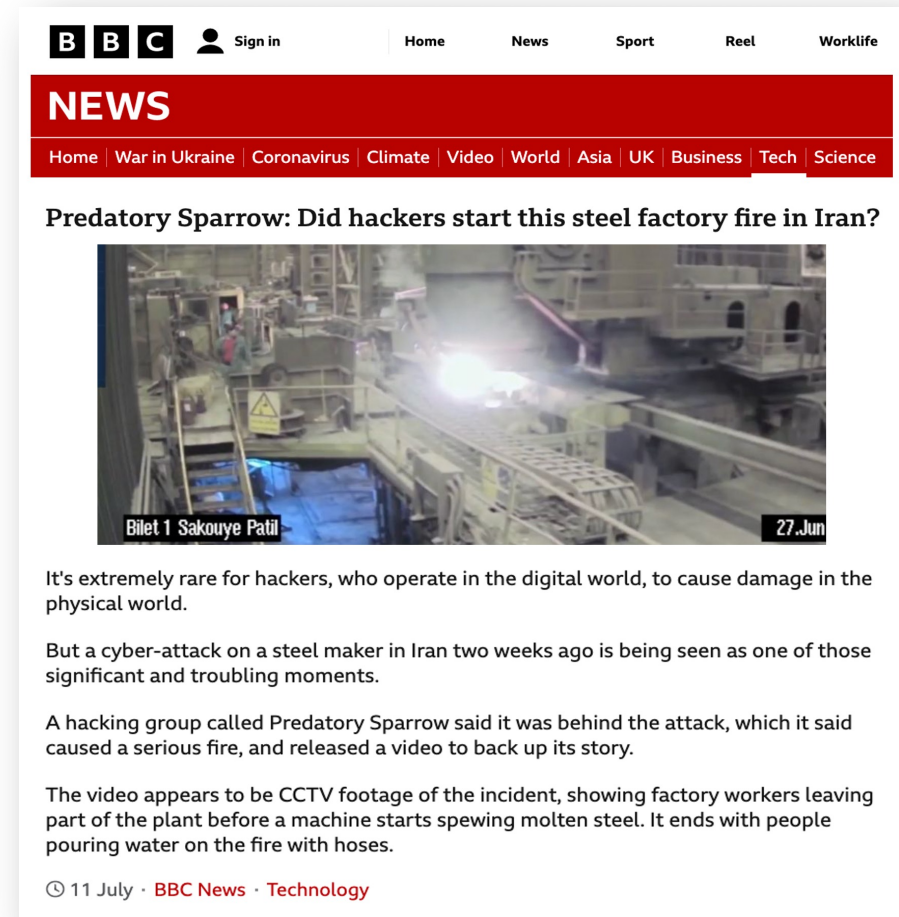 BBC Sign in Home News Sport Reel Worklife
NEWS
Home War in Ukraine Coronavirus Climate Video World Asia UK Business Tech Science
Predatory Sparrow: Did hackers start this steel factory fire in Iran?
Bilet 1 Sakouye Patil 27.Jun
It's extremely rare for hackers, who operate in the digital world, to cause damage in the
physical world.
But a cyber-attack on a steel maker in Iran two weeks ago is being seen as one of those
significant and troubling moments.
A hacking group called Predatory Sparrow said it was behind the attack, which it said
caused a serious fire, and released a video to back up its story.
The video appears to be CCTV footage of the incident, showing factory workers leaving
part of the plant before a machine starts spewing molten steel. It ends with people
pouring water on the fire with hoses.
11 July · BBC News · Technology